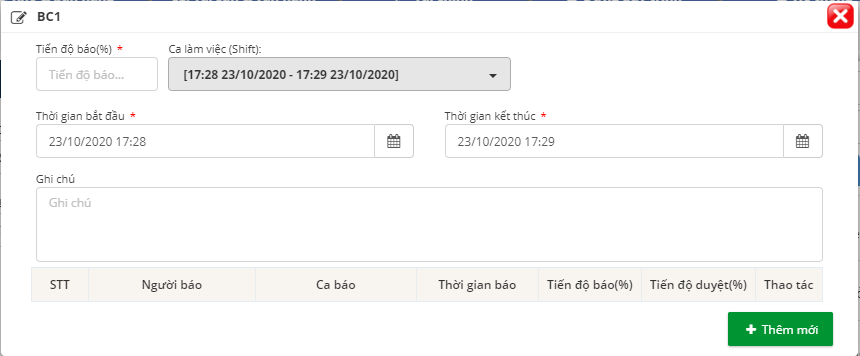 BC1
Tiến độ báo(%) * Ca làm việc (Shift):
Tiến độ báo... [17:28 23/10/2020 - 17:29 23/10/2020]
Thời gian bắt đầu * Thời gian kết thúc *
23/10/2020 17:28 23/10/2020 17:29
Ghi chú
Ghi chú
STT Người báo Ca báo Thời gian báo Tiến độ báo(%) Tiến độ duyệt(%) Thao tác
Thêm mới